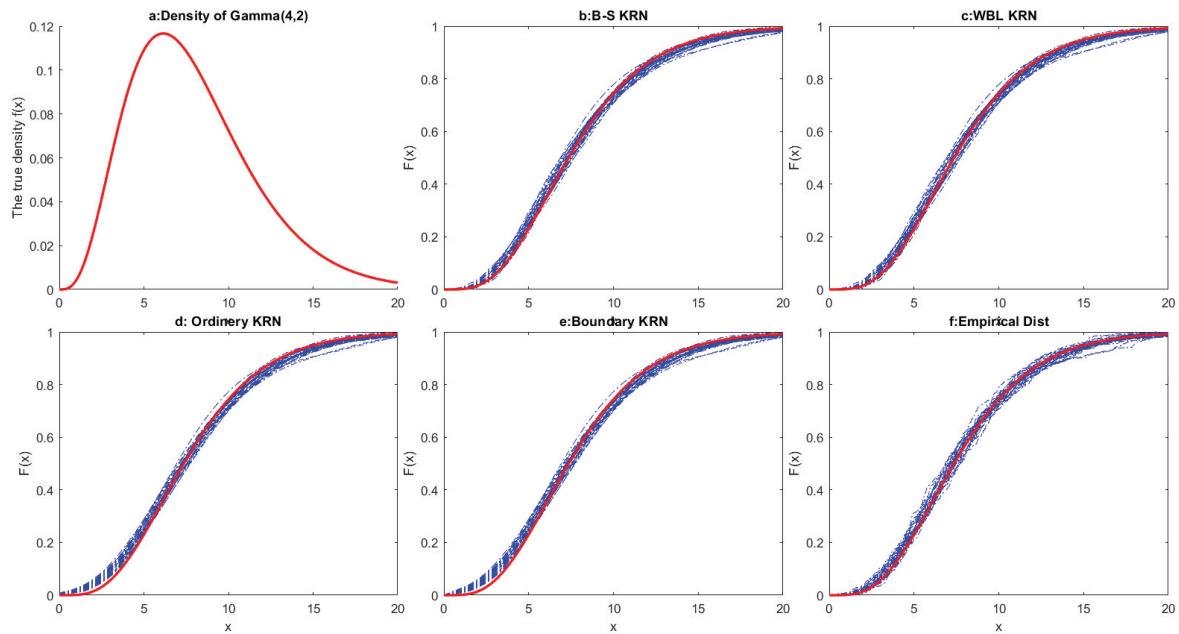 a:Density of Gamma(4,2)
The true density f(x)
0.12
0.1
0.08
0.06
0.04
0.02
0
0 5 10 15 20
b:B-S KRN
F(x)
1
0.8
0.6
0.4
0.2
0
0 5 10 15 20
c:WBL KRN
F(x)
1
0.8
0.6
0.4
0.2
0
0 5 10 15 20
d: Ordinery KRN
F(x)
1
0.8
0.6
0.4
0.2
0
0 5 10 15 20
x
e:Boundary KRN
F(x)
1
0.8
0.6
0.4
0.2
0
0 5 10 15 20
x
f:Empirical Dist
F(x)
1
0.8
0.6
0.4
0.2
0
0 5 10 15 20
x